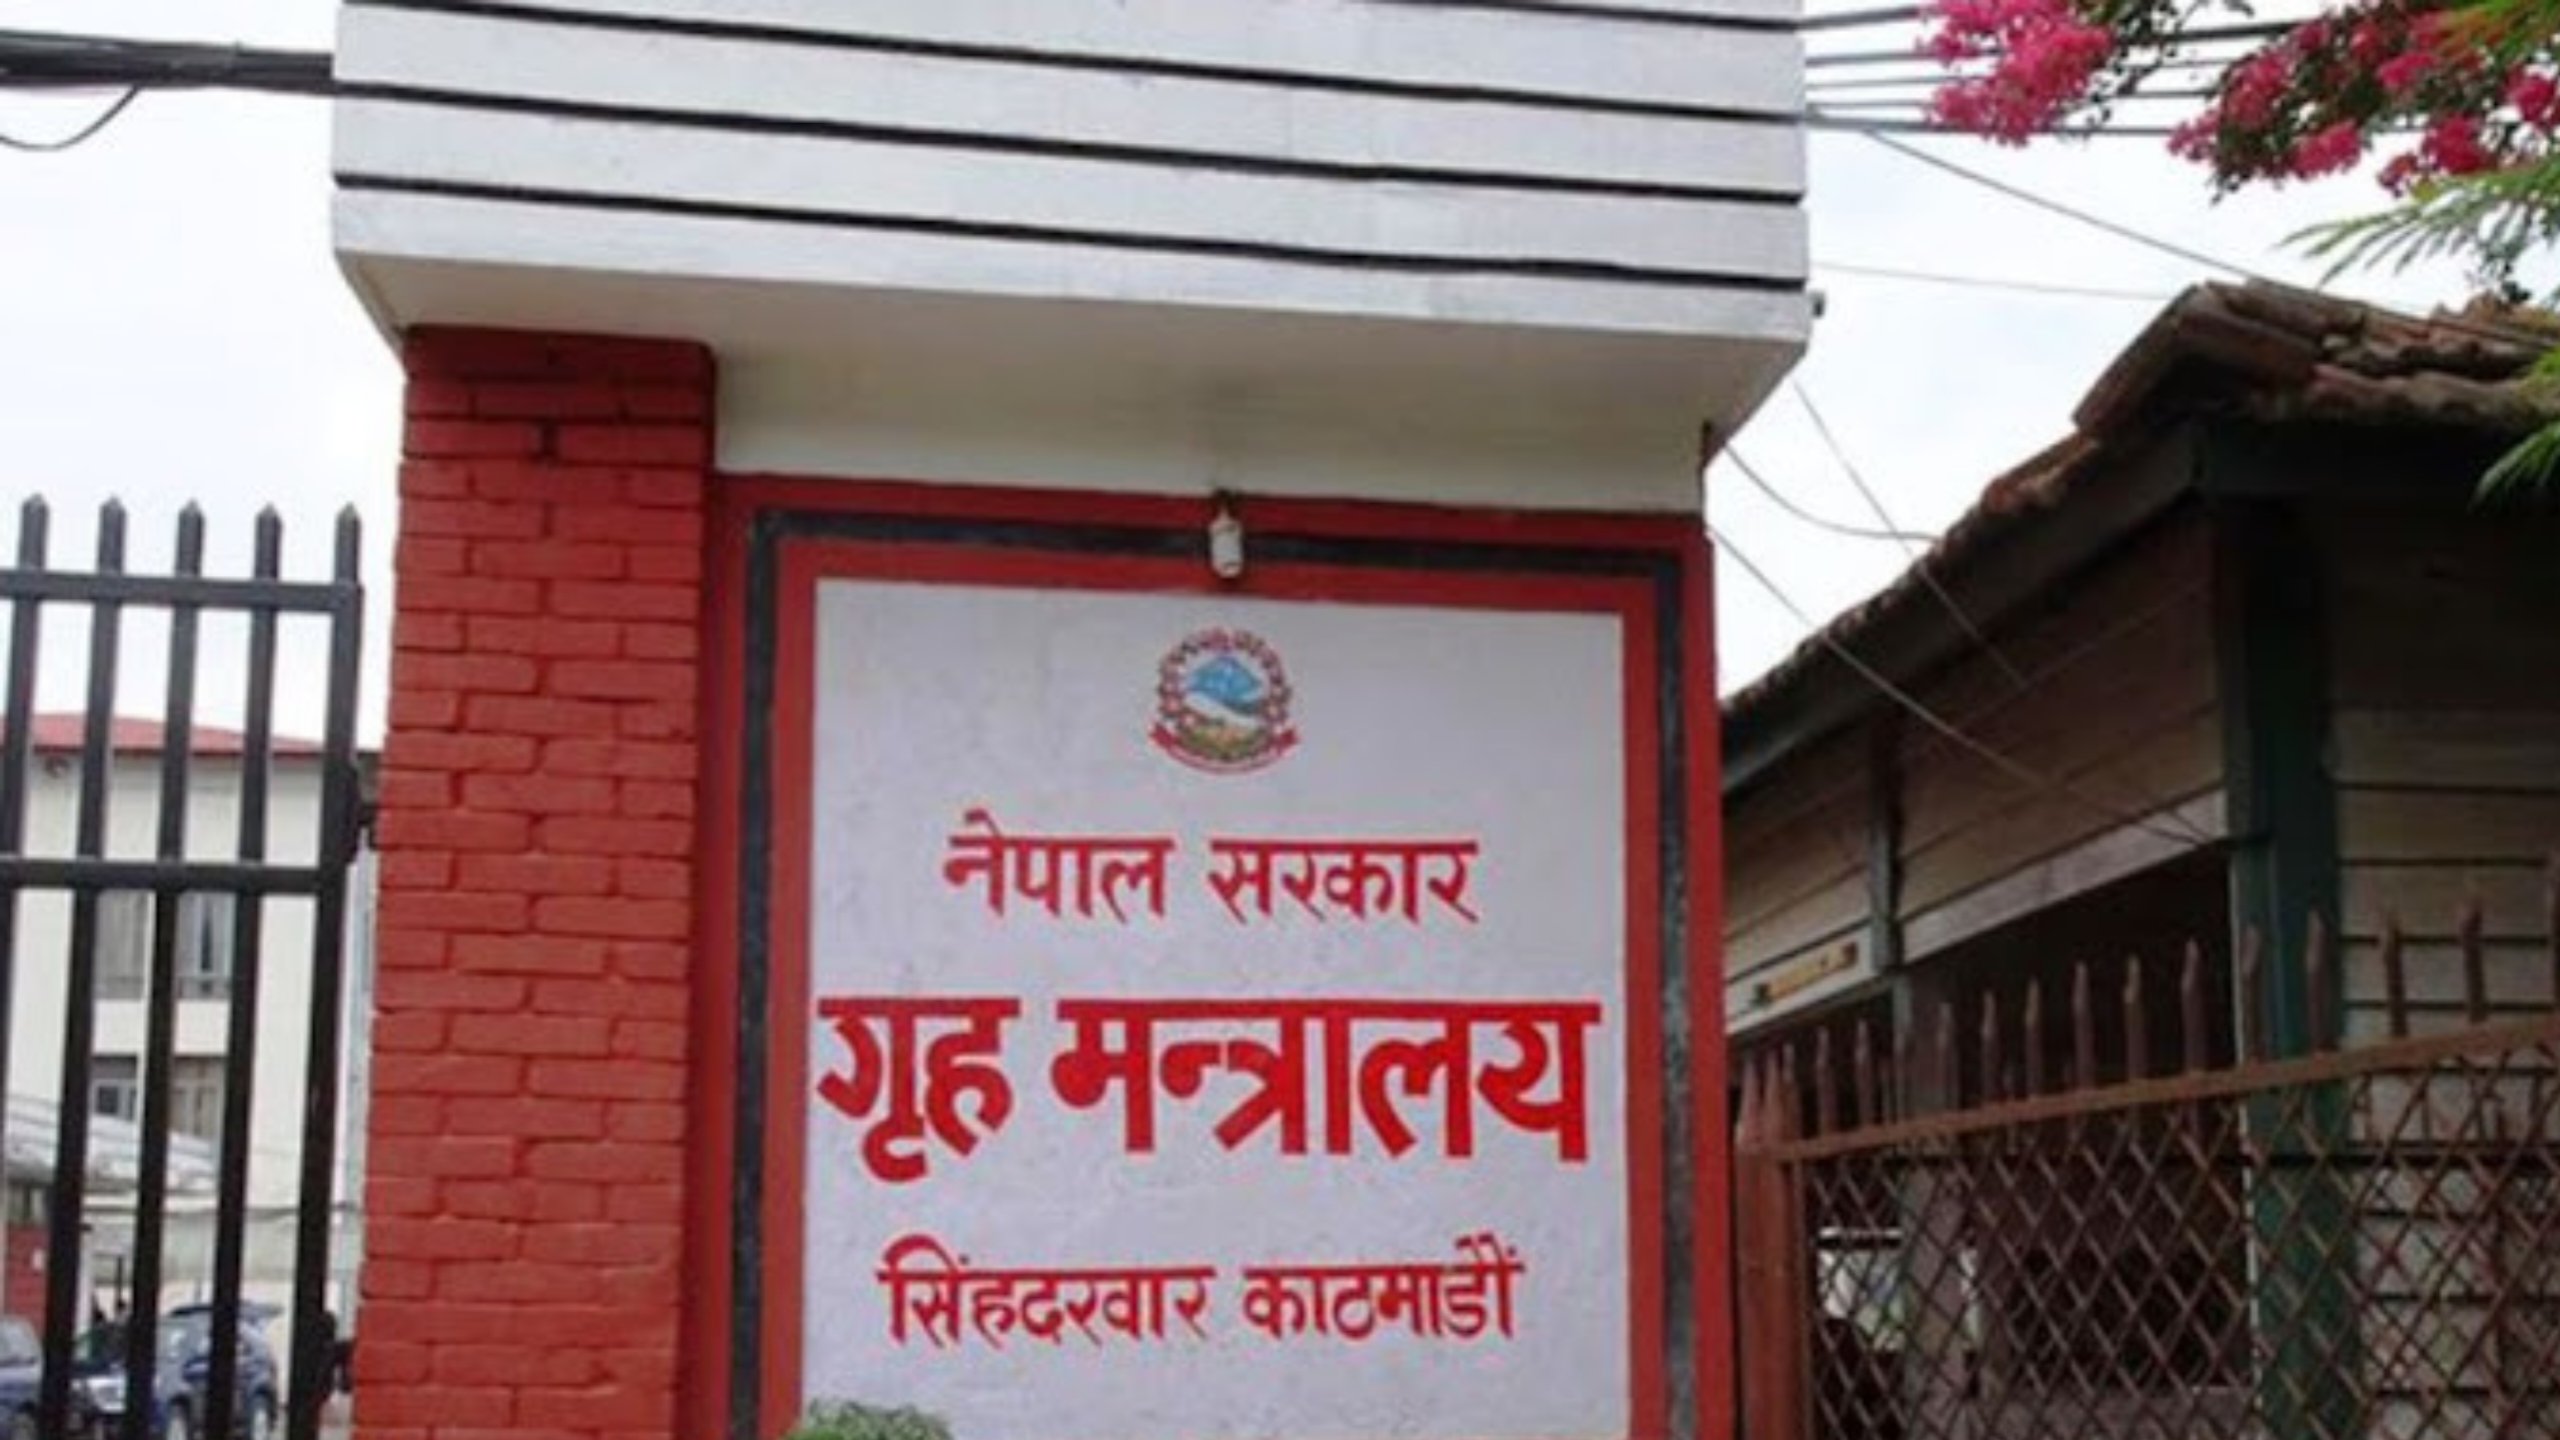 नेपाल सरकार
गृह मन्त्रालय
सिंहदरवार काठमाडौं